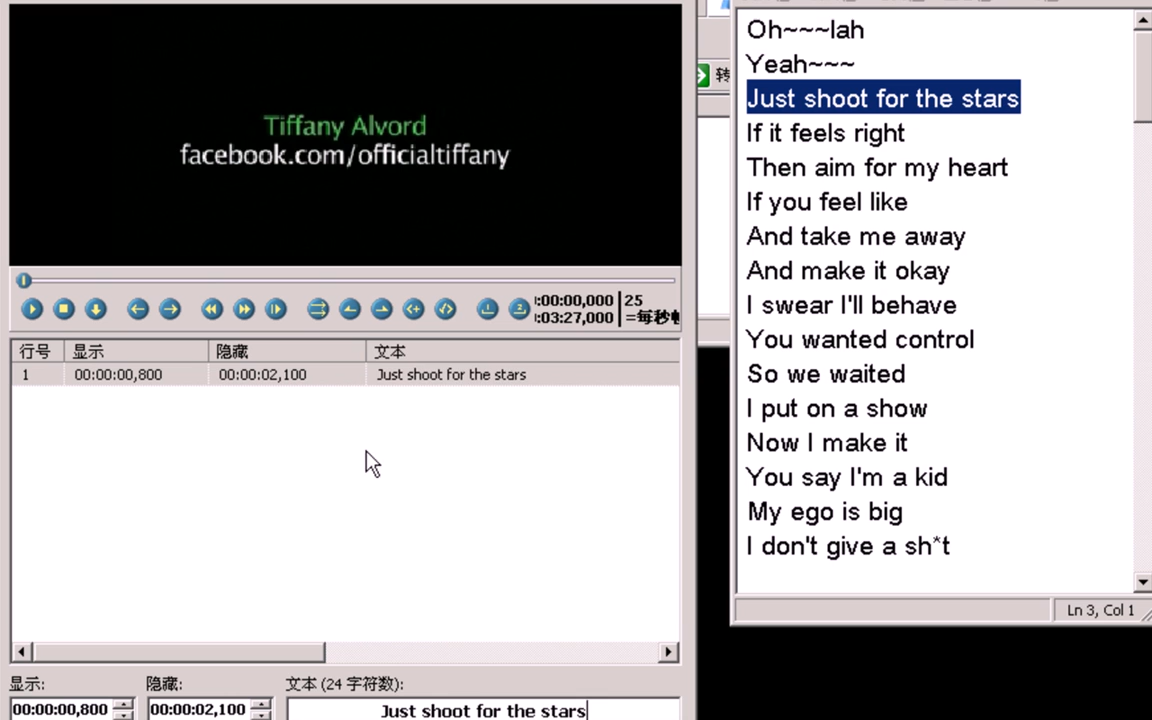 Tiffany Alvord
facebook.com/officialtiffany
:00:00,000 25
:03:27,000 =每秒
行号 显示 隐藏 文本
1 00:00:00,800 00:00:02,100 Just shoot for the stars
显示: 隐藏: 文本 (24 字符数):
00:00:00,800 00:00:02,100 Just shoot for the stars
转
Oh~~~lah
Yeah~~~
Just shoot for the stars
If it feels right
Then aim for my heart
If you feel like
And take me away
And make it okay
I swear I'll behave
You wanted control
So we waited
I put on a show
Now I make it
You say I'm a kid
My ego is big
I don't give a sh*t
Ln 3, Col 1